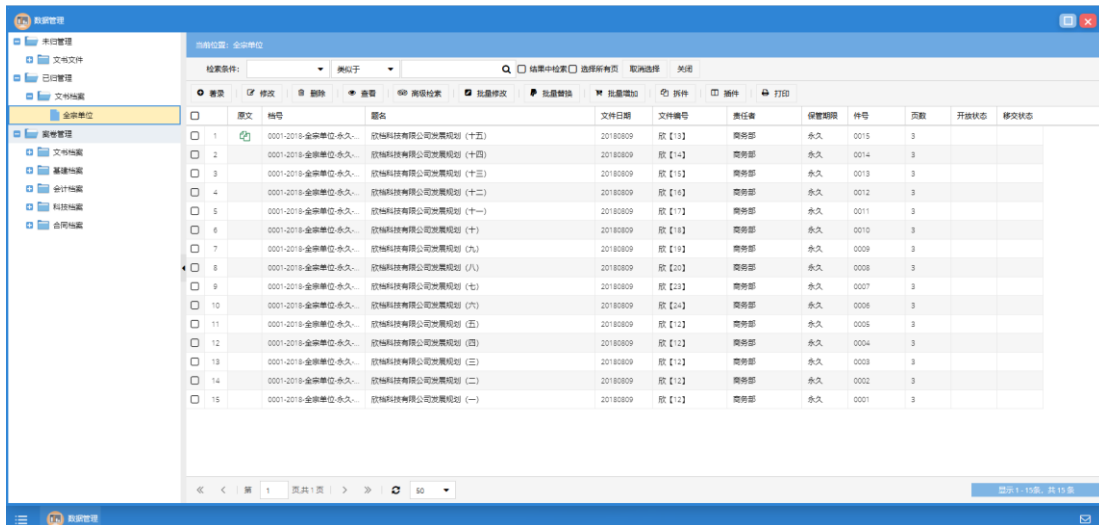 数据管理
未归管理
文书文件
已归管理
文书档案
全宗单位
案卷管理
文书档案
基建档案
会计档案
科技档案
合同档案
当前位置：全宗单位
检索条件： 类似于 结果中检索 选择所有页 取消选择 关闭
著录 修改 删除 查看 高级检索 批量修改 批量替换 批量增加 拆件 插件 打印
原文 档号 题名 文件日期 文件编号 责任者 保管期限 件号 页数 开放状态 移交状态
1 0001-2018-全宗单位-永久-... 欣档科技有限公司发展规划（十五） 20180809 欣【13】 商务部 永久 0015 3
2 0001-2018-全宗单位-永久-... 欣档科技有限公司发展规划（十四） 20180809 欣【14】 商务部 永久 0014 3
3 0001-2018-全宗单位-永久-... 欣档科技有限公司发展规划（十三） 20180809 欣【15】 商务部 永久 0013 3
4 0001-2018-全宗单位-永久-... 欣档科技有限公司发展规划（十二） 20180809 欣【16】 商务部 永久 0012 3
5 0001-2018-全宗单位-永久-... 欣档科技有限公司发展规划（十一） 20180809 欣【17】 商务部 永久 0011 3
6 0001-2018-全宗单位-永久-... 欣档科技有限公司发展规划（十） 20180809 欣【18】 商务部 永久 0010 3
7 0001-2018-全宗单位-永久-... 欣档科技有限公司发展规划（九） 20180809 欣【19】 商务部 永久 0009 3
8 0001-2018-全宗单位-永久-... 欣档科技有限公司发展规划（八） 20180809 欣【20】 商务部 永久 0008 3
9 0001-2018-全宗单位-永久-... 欣档科技有限公司发展规划（七） 20180809 欣【23】 商务部 永久 0007 3
10 0001-2018-全宗单位-永久-... 欣档科技有限公司发展规划（六） 20180809 欣【24】 商务部 永久 0006 3
11 0001-2018-全宗单位-永久-... 欣档科技有限公司发展规划（五） 20180809 欣【12】 商务部 永久 0005 3
12 0001-2018-全宗单位-永久-... 欣档科技有限公司发展规划（四） 20180809 欣【12】 商务部 永久 0004 3
13 0001-2018-全宗单位-永久-... 欣档科技有限公司发展规划（三） 20180809 欣【12】 商务部 永久 0003 3
14 0001-2018-全宗单位-永久-... 欣档科技有限公司发展规划（二） 20180809 欣【12】 商务部 永久 0002 3
15 0001-2018-全宗单位-永久-... 欣档科技有限公司发展规划（一） 20180809 欣【12】 商务部 永久 0001 3
第 1 页,共1页 50 显示1 - 15条，共15条
数据管理